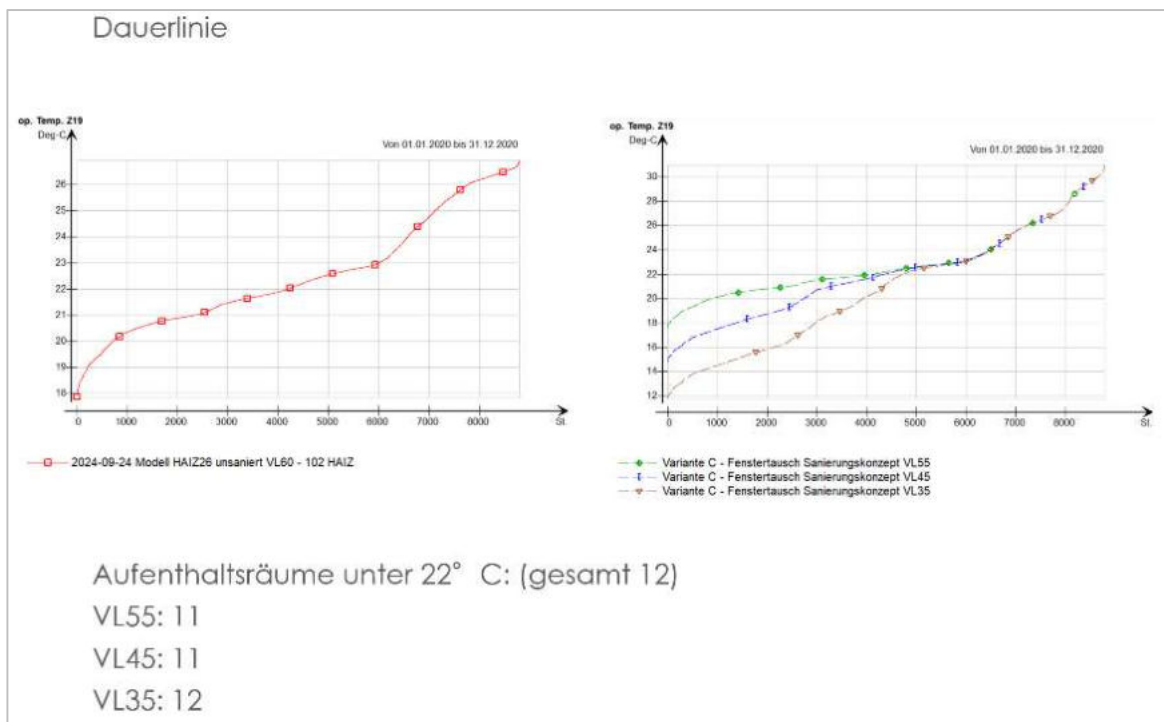 Dauerlinie
op. Temp. Z19
Deg-C
Von 01.01.2020 bis 31.12.2020
26
25
24
23
22
21
20
19
18
0 1000 2000 3000 4000 5000 6000 7000 8000 St.
2024-09-24 Modell HAIZ26 unsaniert VL60 - 102 HAIZ
op. Temp. Z19
Deg-C
Von 01.01.2020 bis 31.12.2020
30
28
26
24
22
20
18
16
14
12
0 1000 2000 3000 4000 5000 6000 7000 8000 St.
Variante C - Fenstertausch Sanierungskonzept VL55
Variante C - Fenstertausch Sanierungskonzept VL45
Variante C - Fenstertausch Sanierungskonzept VL35
Aufenthaltsräume unter 22° C: (gesamt 12)
VL55: 11
VL45: 11
VL35: 12